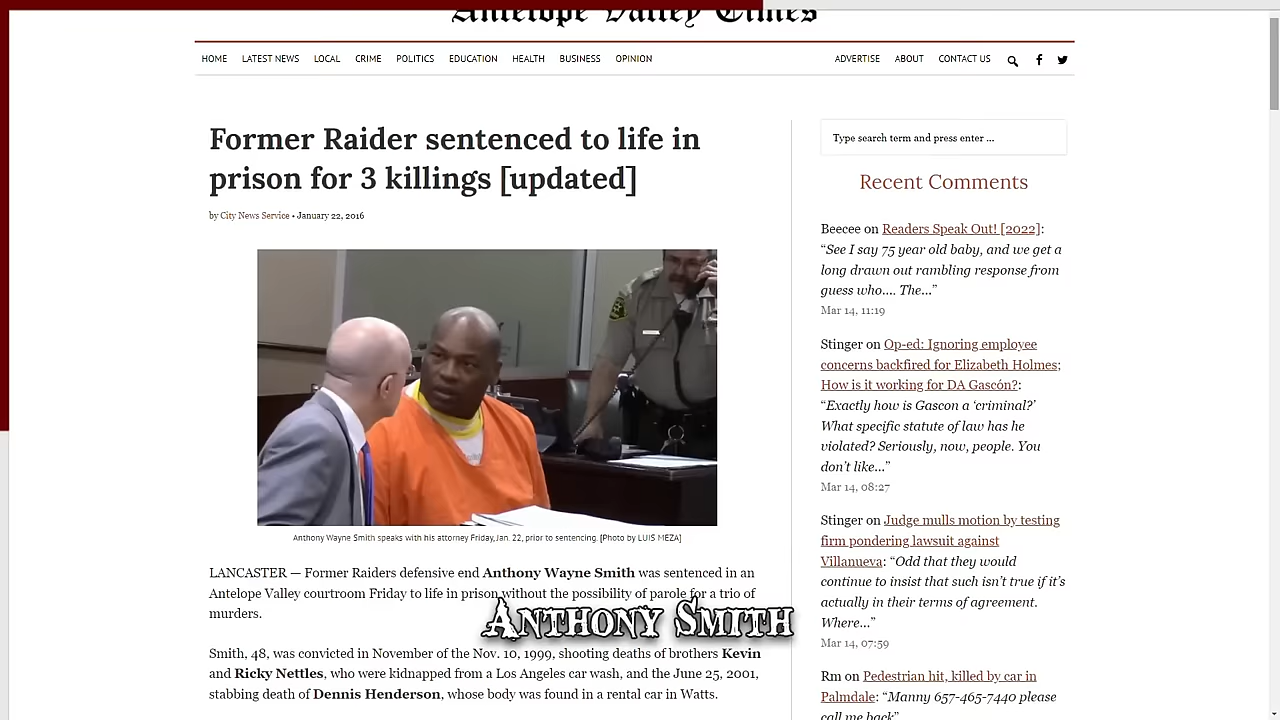 Antelope Valley Times
HOME LATEST NEWS LOCAL CRIME POLITICS EDUCATION HEALTH BUSINESS OPINION ADVERTISE ABOUT CONTACT US
Former Raider sentenced to life in
prison for 3 killings [updated]
by City News Service • January 22, 2016
Anthony Wayne Smith speaks with his attorney Friday, Jan. 22, prior to sentencing. [Photo by LUIS MEZA]
LANCASTER — Former Raiders defensive end Anthony Wayne Smith was sentenced in an
Antelope Valley courtroom Friday to life in prison without the possibility of parole for a trio of
murders.
Anthony Smith
Smith, 48, was convicted in November of the Nov. 10, 1999, shooting deaths of brothers Kevin
and Ricky Nettles, who were kidnapped from a Los Angeles car wash, and the June 25, 2001,
stabbing death of Dennis Henderson, whose body was found in a rental car in Watts.
Type search term and press enter ...
Recent Comments
Beecee on Readers Speak Out! [2022]:
“See I say 75 year old baby, and we get a
long drawn out rambling response from
guess who…. The…”
Mar 14, 11:19
Stinger on Op-ed: Ignoring employee
concerns backfired for Elizabeth Holmes;
How is it working for DA Gascón?:
“Exactly how is Gascon a ‘criminal?’
What specific statute of law has he
violated? Seriously, now, people. You
don’t like…”
Mar 14, 08:27
Stinger on Judge mulls motion by testing
firm pondering lawsuit against
Villanueva: “Odd that they would
continue to insist that such isn’t true if it’s
actually in their terms of agreement.
Where…”
Mar 14, 07:59
Rm on Pedestrian hit, killed by car in
Palmdale: “Manny 657-465-7440 please
call me back”